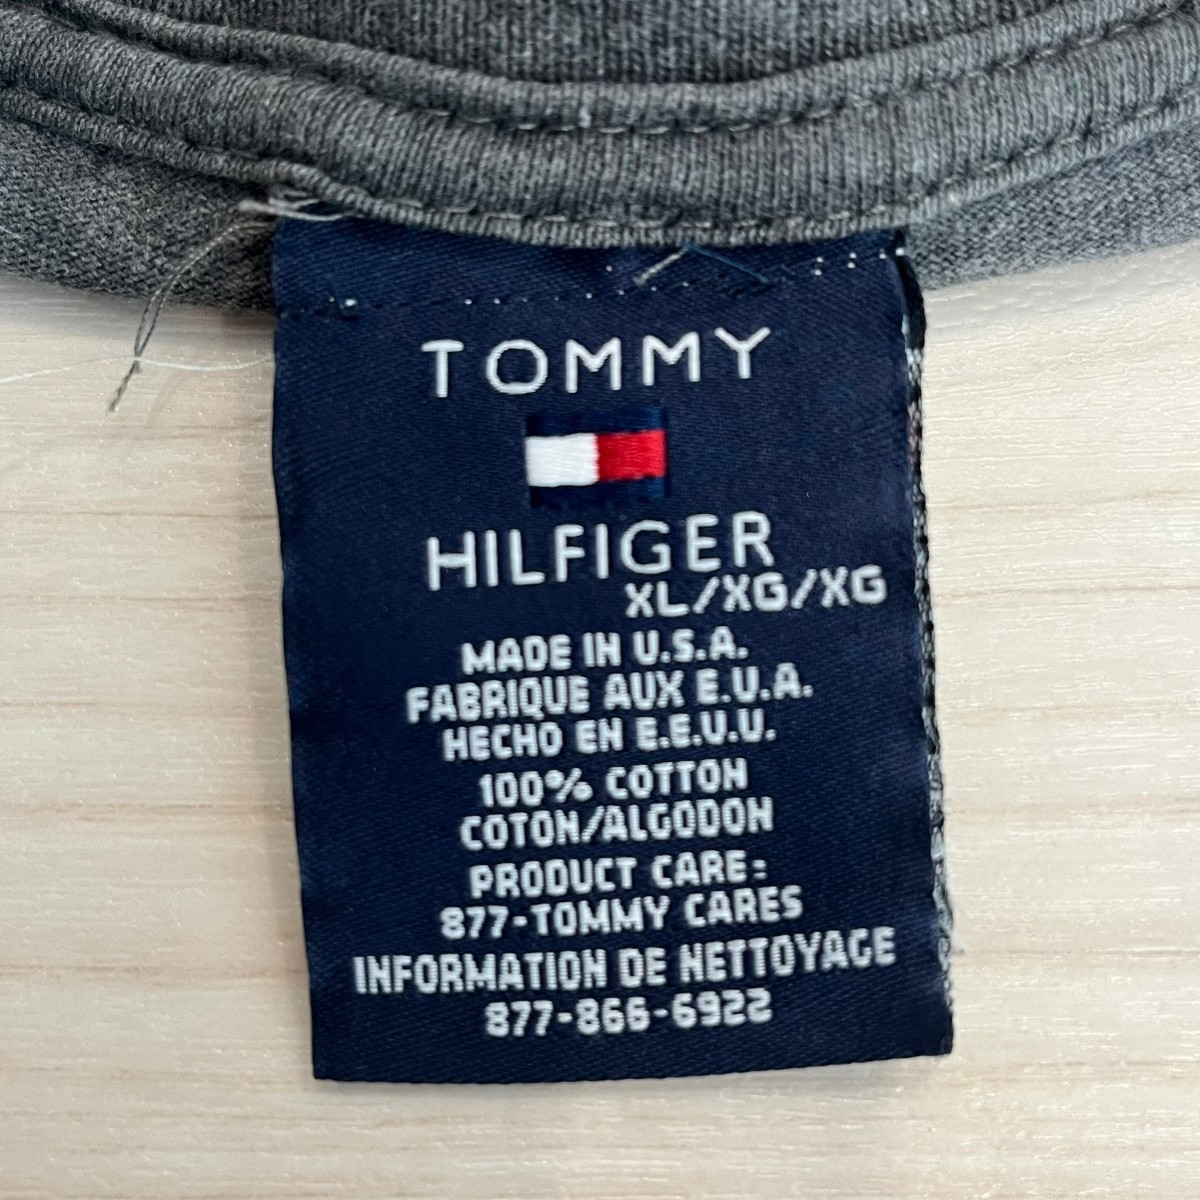 TOMMY
HILFIGER
XL/XG/XG
MADE IN U.S.A.
FABRIQUE AUX E.U.A.
HECHO EN E.E.U.U.
100% COTTON
COTON/ALGODON
PRODUCT CARE:
877-TOMMY CARES
INFORMATION DE NETTOYAGE
877-866-6922